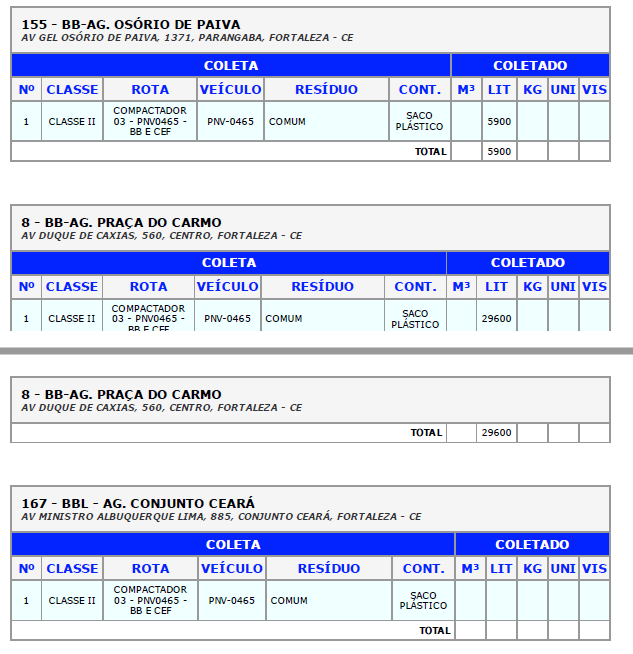 155 - BB-AG. OSÓRIO DE PAIVA
AV GEL OSÓRIO DE PAIVA, 1371, PARANGABA, FORTALEZA - CE
COLETA COLETADO
Nº CLASSE ROTA VEÍCULO RESÍDUO CONT. M³ LIT KG UNI VIS
1 CLASSE II COMPACTADOR 03 - PNV0465 - BB E CEF PNV-0465 COMUM SACO PLÁSTICO 5900
TOTAL 5900
8 - BB-AG. PRAÇA DO CARMO
AV DUQUE DE CAXIAS, 560, CENTRO, FORTALEZA - CE
COLETA COLETADO
Nº CLASSE ROTA VEÍCULO RESÍDUO CONT. M³ LIT KG UNI VIS
1 CLASSE II COMPACTADOR 03 - PNV0465 - BB E CEF PNV-0465 COMUM SACO PLÁSTICO 29600
8 - BB-AG. PRAÇA DO CARMO
AV DUQUE DE CAXIAS, 560, CENTRO, FORTALEZA - CE
TOTAL 29600
167 - BBL - AG. CONJUNTO CEARÁ
AV MINISTRO ALBUQUERQUE LIMA, 885, CONJUNTO CEARÁ, FORTALEZA - CE
COLETA COLETADO
Nº CLASSE ROTA VEÍCULO RESÍDUO CONT. M³ LIT KG UNI VIS
1 CLASSE II COMPACTADOR 03 - PNV0465 - BB E CEF PNV-0465 COMUM SACO PLÁSTICO
TOTAL